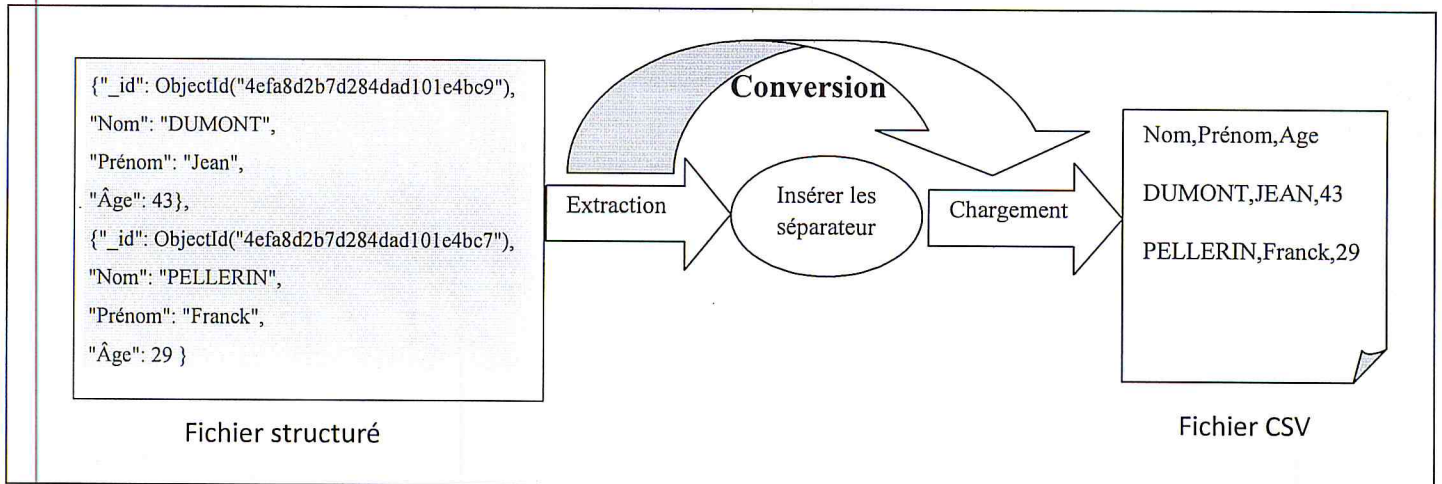 {"_id": ObjectId("4efa8d2b7d284dad101e4bc9"),
"Nom": "DUMONT",
"Prénom": "Jean",
"Âge": 43},
{"_id": ObjectId("4efa8d2b7d284dad101e4bc7"),
"Nom": "PELLERIN",
"Prénom": "Franck",
"Âge": 29 }
Fichier structuré
Conversion
Extraction
Insérer les
séparateur
Chargement
Nom,Prénom,Age
DUMONT,JEAN,43
PELLERIN,Franck,29
Fichier CSV